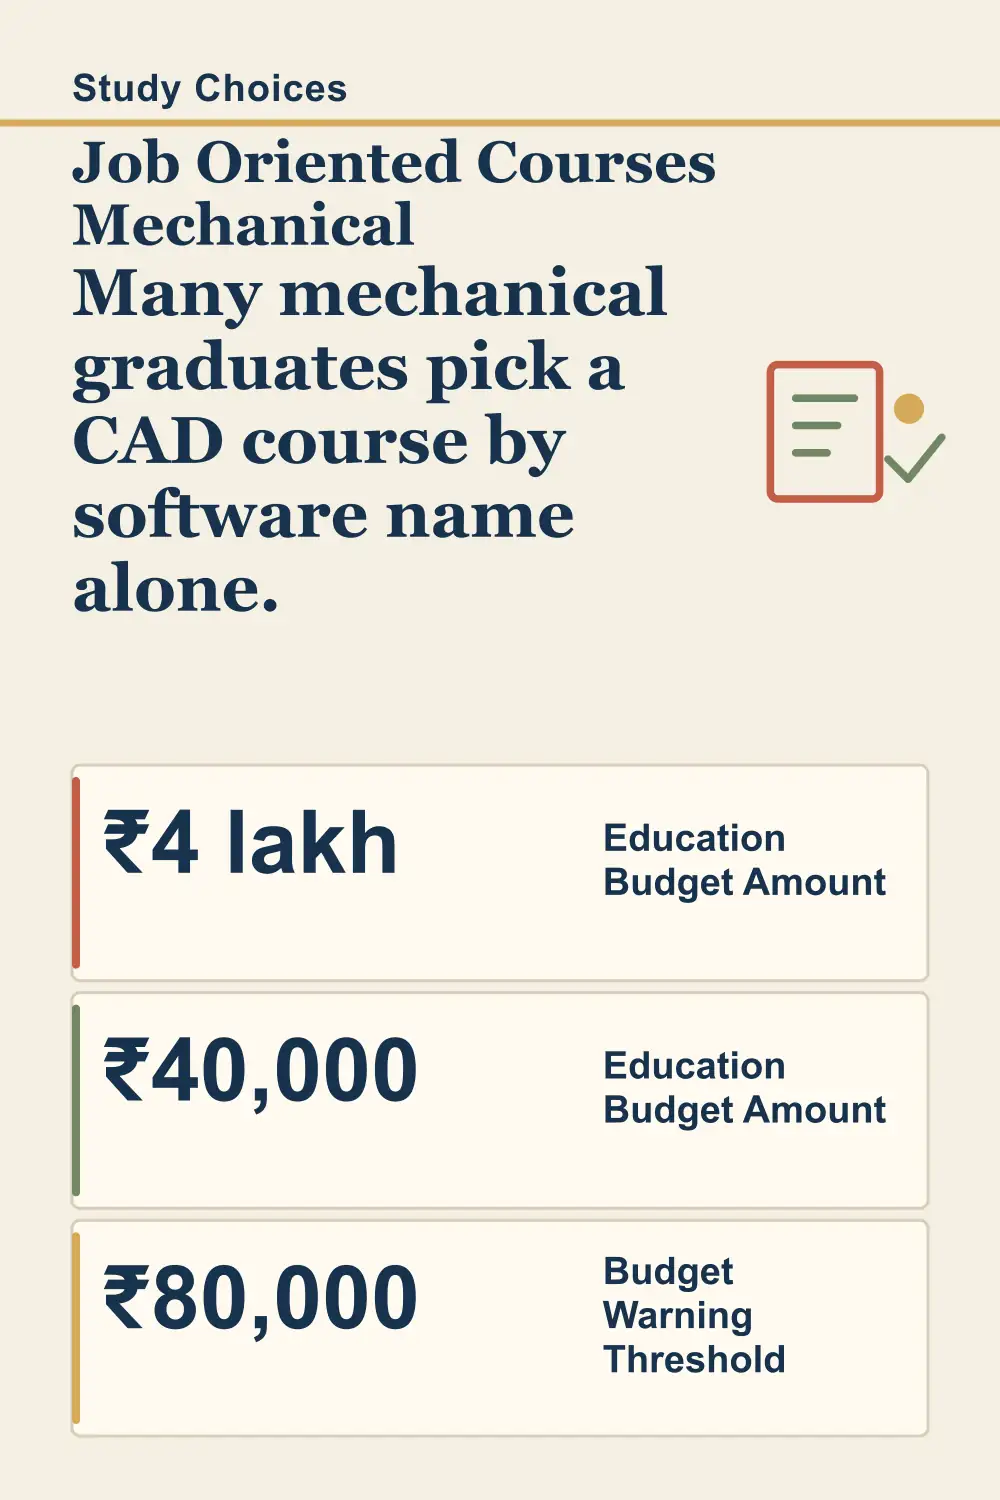 Study Choices
Job Oriented Courses
Mechanical
Many mechanical
graduates pick a
CAD course by
software name
alone.
₹4 lakh
Education
Budget Amount
₹40,000
Education
Budget Amount
₹80,000
Budget
Warning
Threshold